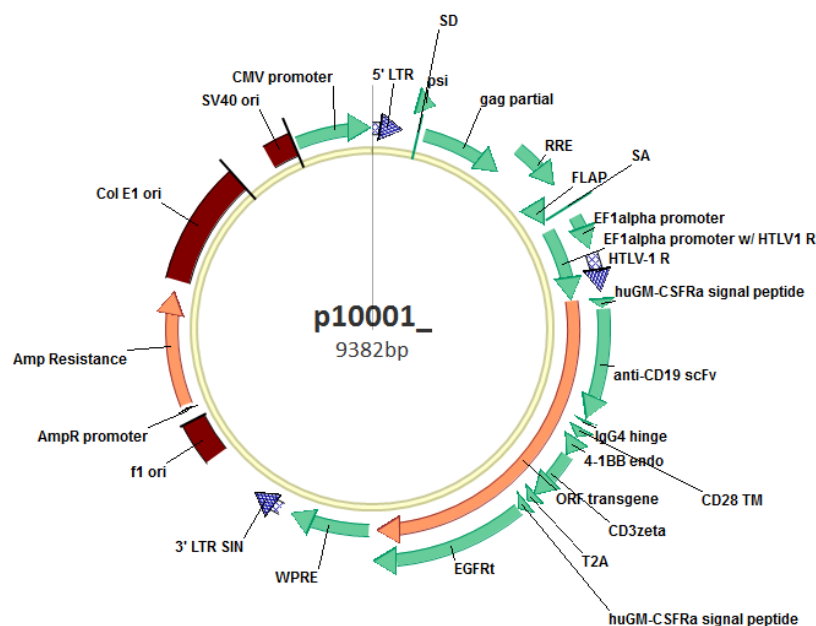 SD
CMV promoter
5' LTR
psi
SV40 ori
gag partial
RRE
SA
FLAP
Col E1 ori
EF1alpha promoter
EF1alpha promoter w/ HTLV1 R
HTLV-1 R
huGM-CSFRa signal peptide
p10001_
9382bp
Amp Resistance
anti-CD19 scFv
AmpR promoter
IgG4 hinge
4-1BB endo
f1 ori
ORF transgene
CD28 TM
CD3zeta
3' LTR SIN
T2A
WPRE
EGFRt
huGM-CSFRa signal peptide